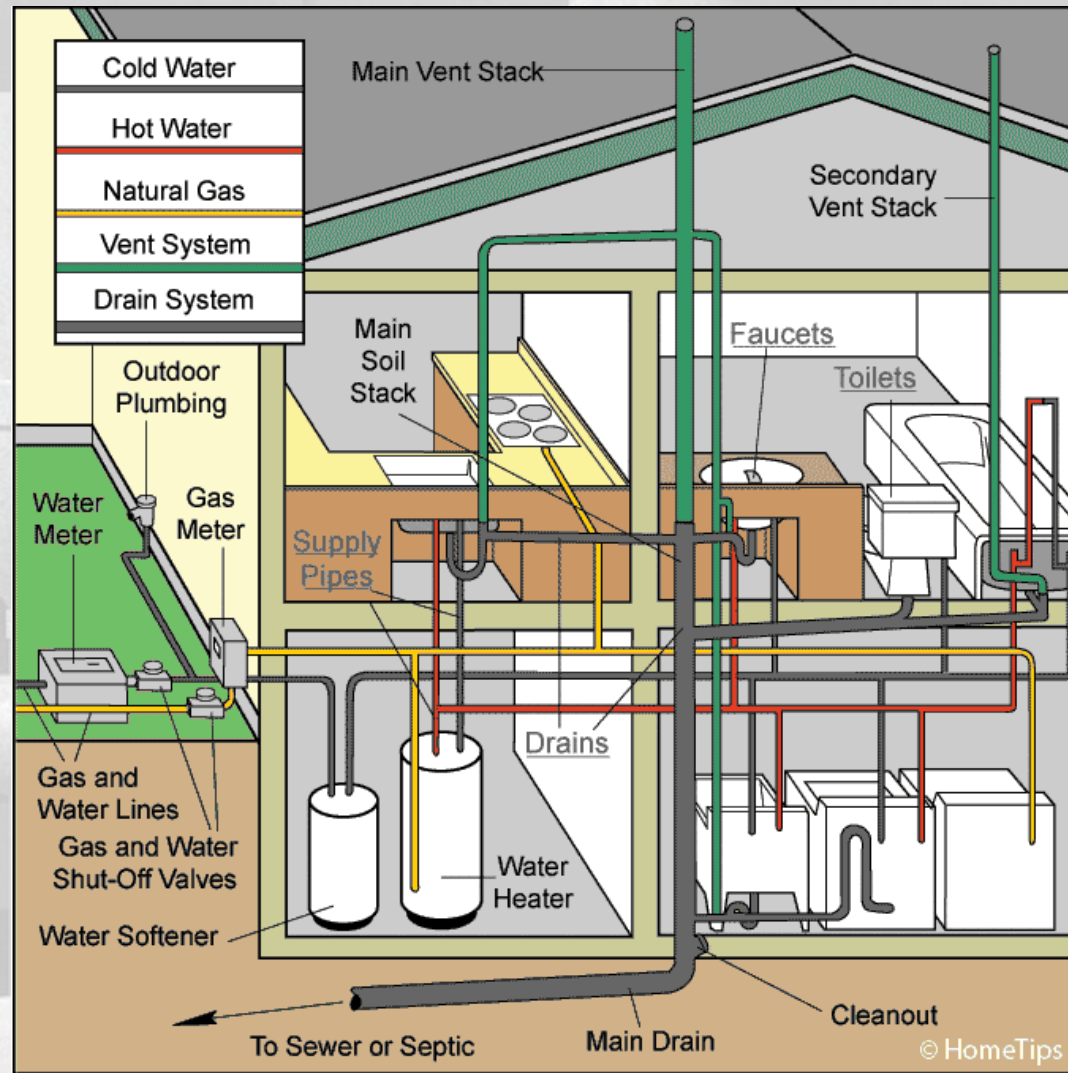 Cold Water
Hot Water
Natural Gas
Vent System
Drain System
Main Vent Stack
Secondary
Vent Stack
Main
Soil
Stack
Faucets
Toilets
Outdoor
Plumbing
Water
Meter
Gas
Meter
Supply
Pipes
Drains
Gas and
Water Lines
Gas and Water
Shut-Off Valves
Water
Heater
Water Softener
Cleanout
Main Drain
To Sewer or Septic
© HomeTips